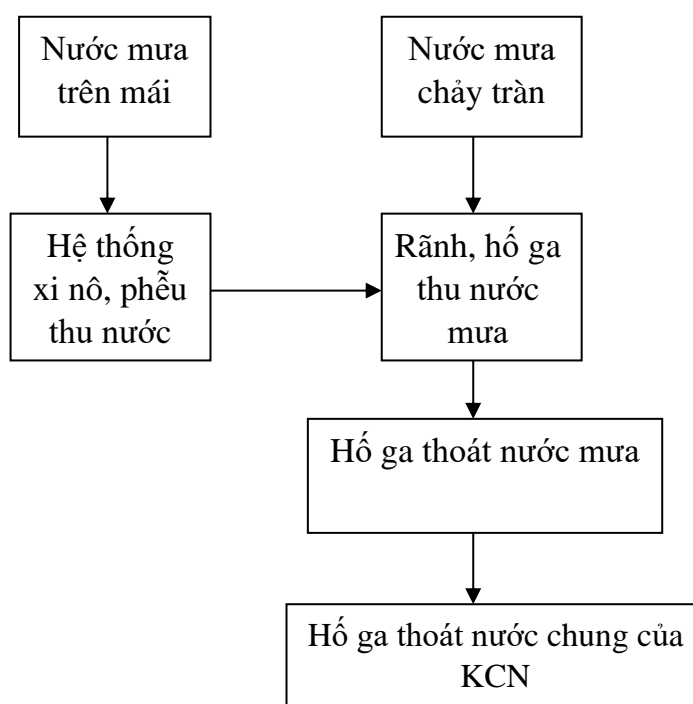 Nước mưa
trên mái
Nước mưa
chảy tràn
Hệ thống
xi nô, phễu
thu nước
Rãnh, hố ga
thu nước
mưa
Hố ga thoát nước mưa
Hố ga thoát nước chung của
KCN